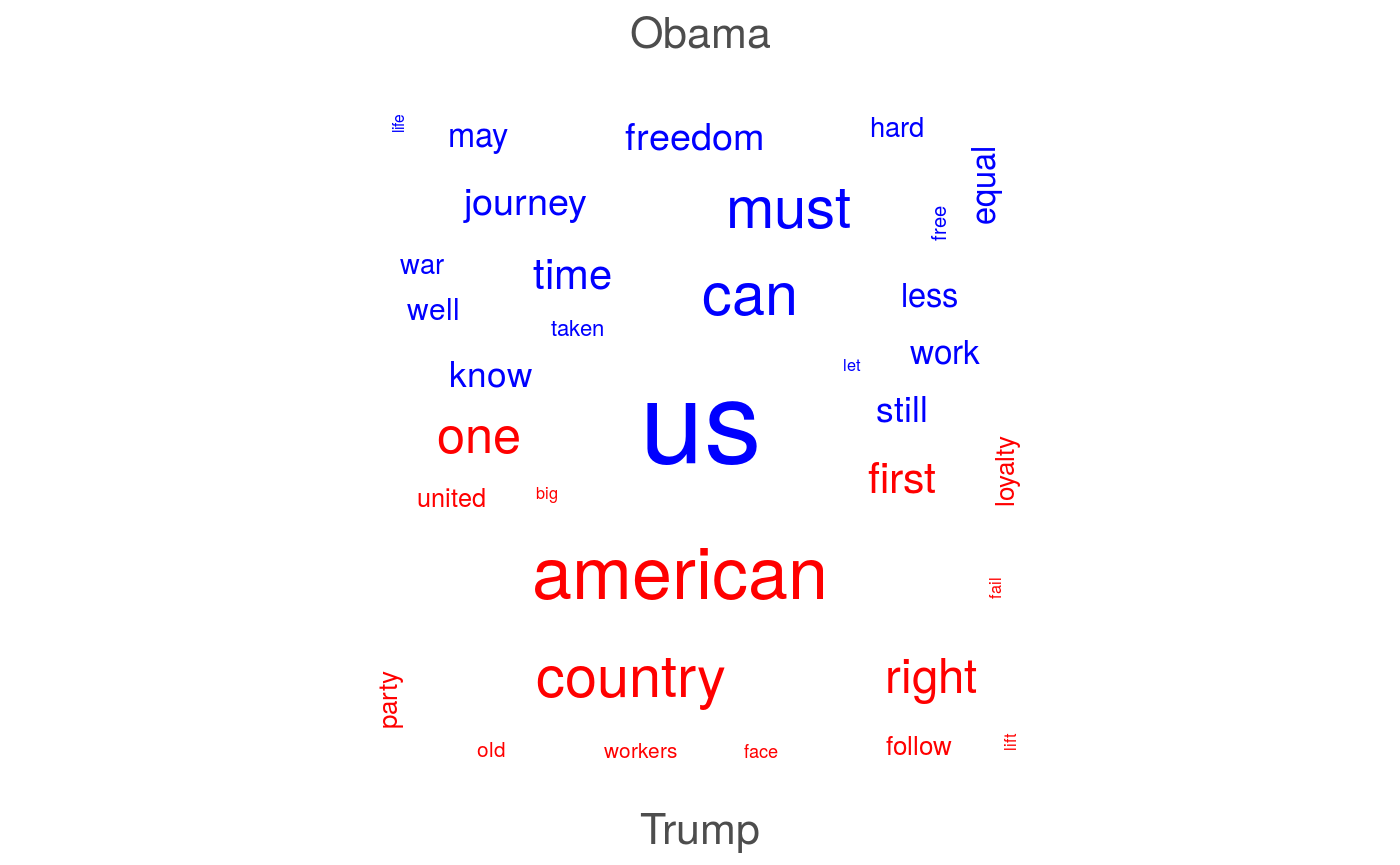 Obama
life
may
freedom
hard
equal
journey
must
free
war
time
can
less
well
taken
know
let
work
us
still
one
first
loyalty
united
big
american
fail
party
country
right
old
workers
face
follow
lift
Trump